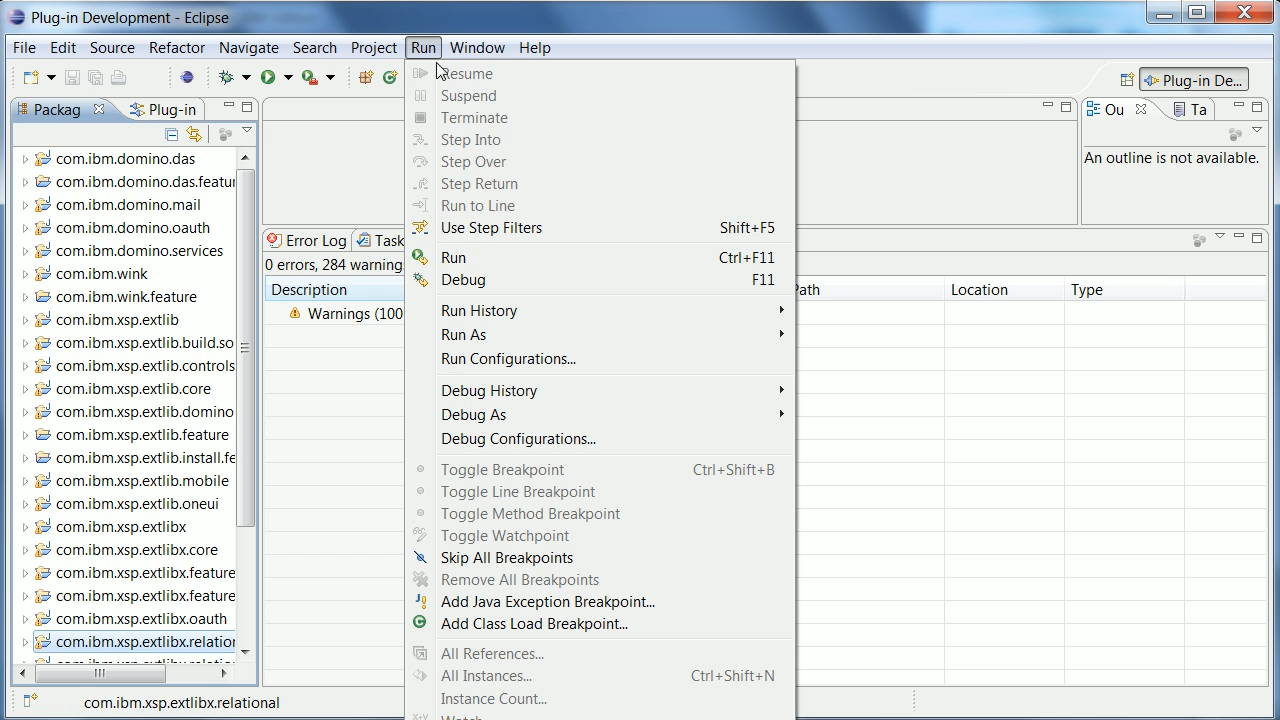 Plug-in Development - Eclipse
File Edit Source Refactor Navigate Search Project Run Window Help
Plug-in De...
Packag
Plug-in
Ou
Ta
com.ibm.domino.das
com.ibm.domino.das.featur
com.ibm.domino.mail
com.ibm.domino.oauth
com.ibm.domino.services
com.ibm.wink
com.ibm.wink.feature
com.ibm.xsp.extlib
com.ibm.xsp.extlib.build.so
com.ibm.xsp.extlib.controls
com.ibm.xsp.extlib.core
com.ibm.xsp.extlib.domino
com.ibm.xsp.extlib.feature
com.ibm.xsp.extlib.install.fe
com.ibm.xsp.extlib.mobile
com.ibm.xsp.extlib.oneui
com.ibm.xsp.extlibx
com.ibm.xsp.extlibx.core
com.ibm.xsp.extlibx.feature
com.ibm.xsp.extlibx.feature
com.ibm.xsp.extlibx.oauth
com.ibm.xsp.extlibx.relation
Resume
Suspend
Terminate
Step Into
Step Over
Step Return
Run to Line
Use Step Filters Shift+F5
Run Ctrl+F11
Debug F11
Run History
Run As
Run Configurations...
Debug History
Debug As
Debug Configurations...
Toggle Breakpoint Ctrl+Shift+B
Toggle Line Breakpoint
Toggle Method Breakpoint
Toggle Watchpoint
Skip All Breakpoints
Remove All Breakpoints
Add Java Exception Breakpoint...
Add Class Load Breakpoint...
All References...
All Instances... Ctrl+Shift+N
Instance Count...
Watch
An outline is not available.
Error Log
Task
0 errors, 284 warning
Description Path Location Type
Warnings (100
com.ibm.xsp.extlibx.relational